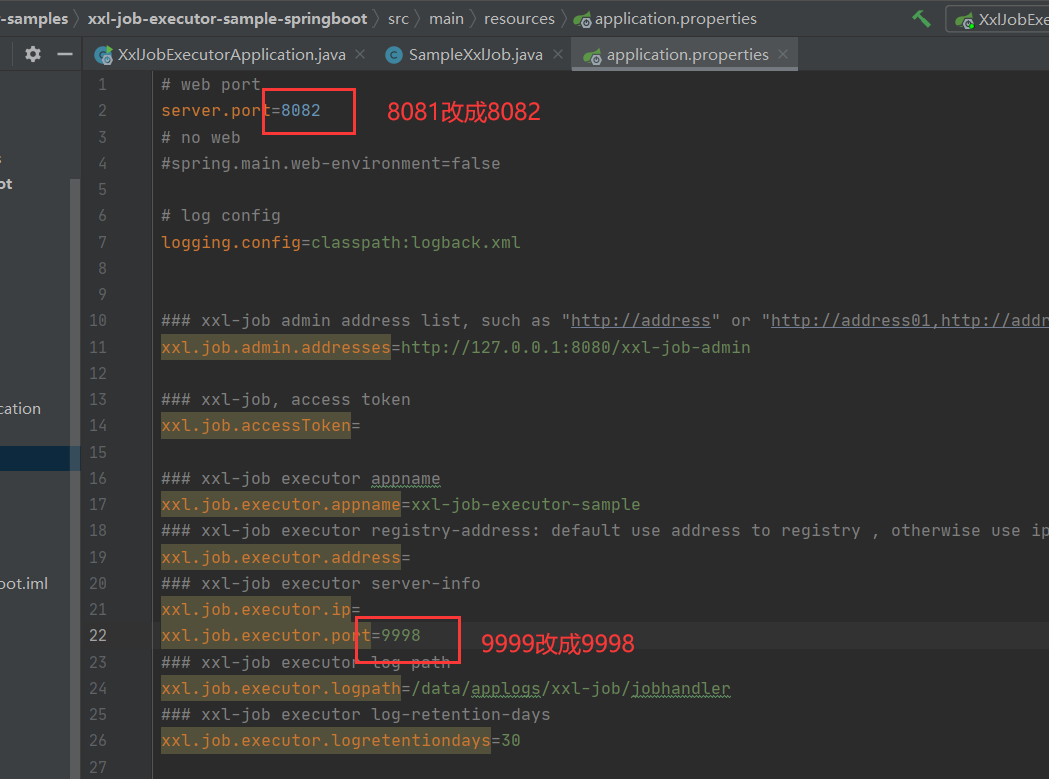 -samples 〉 xxl-job-executor-sample-springboot 〉 src 〉 main 〉 resources 〉 application.properties XxlJobExe
XxlJobExecutorApplication.java × SampleXxlJob.java × application.properties ×
1 # web port
2 server.port=8082 8081改成8082
3 # no web
4 #spring.main.web-environment=false
5
6 # log config
7 logging.config=classpath:logback.xml
8
9
10 ### xxl-job admin address list, such as "http://address" or "http://address01,http://addr
11 xxl.job.admin.addresses=http://127.0.0.1:8080/xxl-job-admin
12
13 ### xxl-job, access token
14 xxl.job.accessToken=
15
16 ### xxl-job executor appname
17 xxl.job.executor.appname=xxl-job-executor-sample
18 ### xxl-job executor registry-address: default use address to registry , otherwise use ip
19 xxl.job.executor.address=
20 ### xxl-job executor server-info
21 xxl.job.executor.ip=
22 xxl.job.executor.port=9998 9999改成9998
23 ### xxl-job executor log-path
24 xxl.job.executor.logpath=/data/applogs/xxl-job/jobhandler
25 ### xxl-job executor log-retention-days
26 xxl.job.executor.logretentiondays=30
27
ot
cation
oot.iml